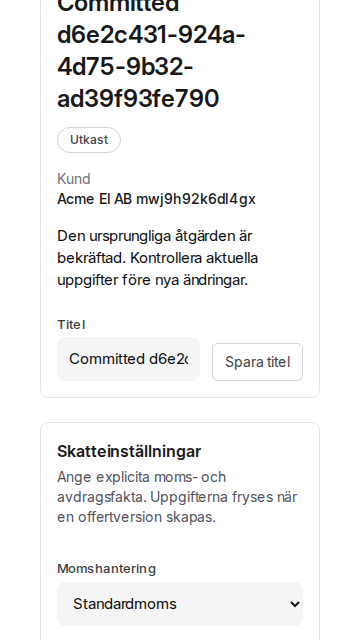 Committed
d6e2c431-924a-
4d75-9b32-
ad39f93fe790
Utkast
Kund
Acme El AB mwj9h92k6dl4gx
Den ursprungliga åtgärden är
bekräftad. Kontrollera aktuella
uppgifter före nya ändringar.
Titel
Committed d6e2c
Spara titel
Skatteinställningar
Ange explicita moms- och
avdragsfakta. Uppgifterna fryses när
en offertversion skapas.
Momshantering
Standardmoms